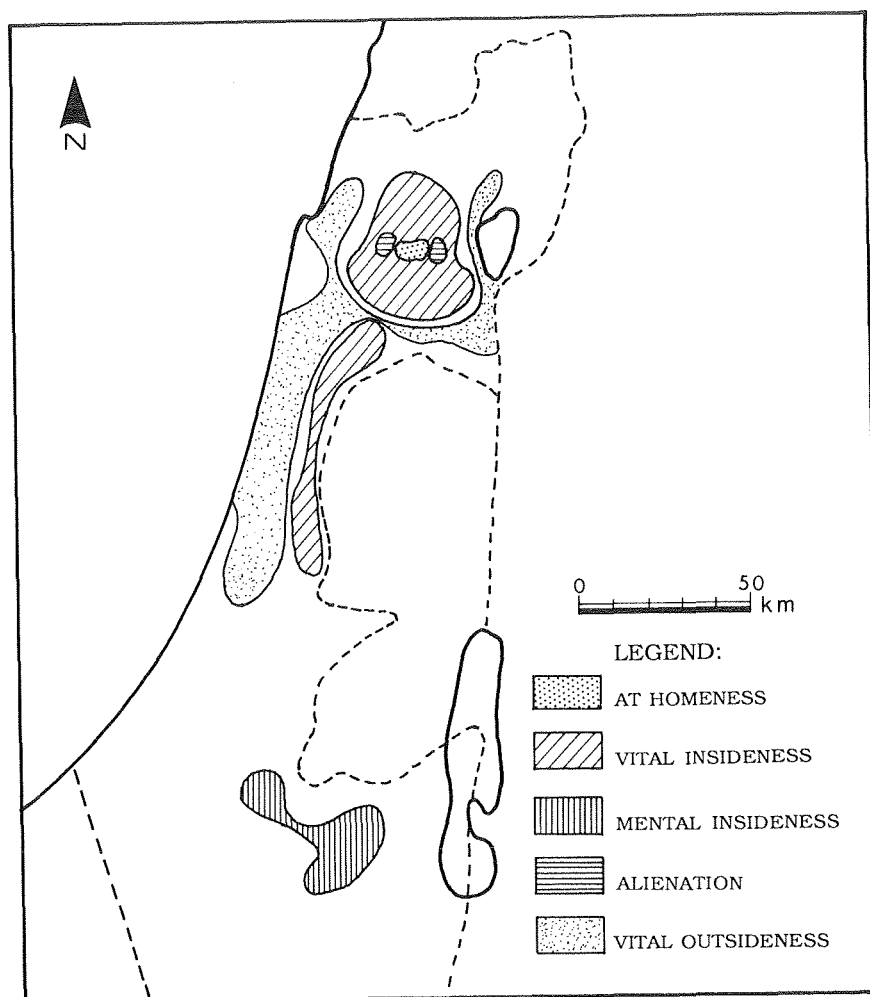 N
0 50
km
LEGEND:
AT HOMENESS
VITAL INSIDENESS
MENTAL INSIDENESS
ALIENATION
VITAL OUTSIDENESS